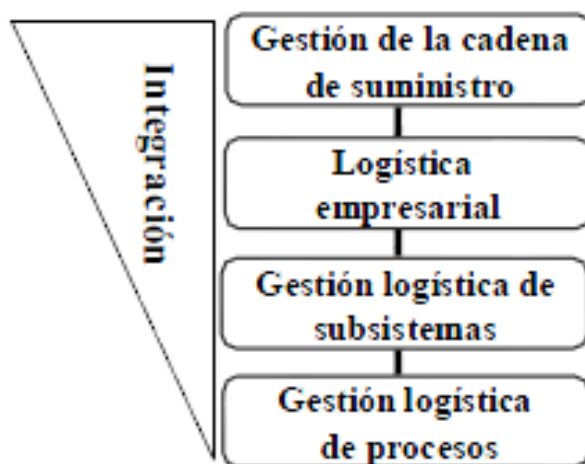 Integración
Gestión de la cadena
de suministro
Logística
empresarial
Gestión logística de
subsistemas
Gestión logística
de procesos